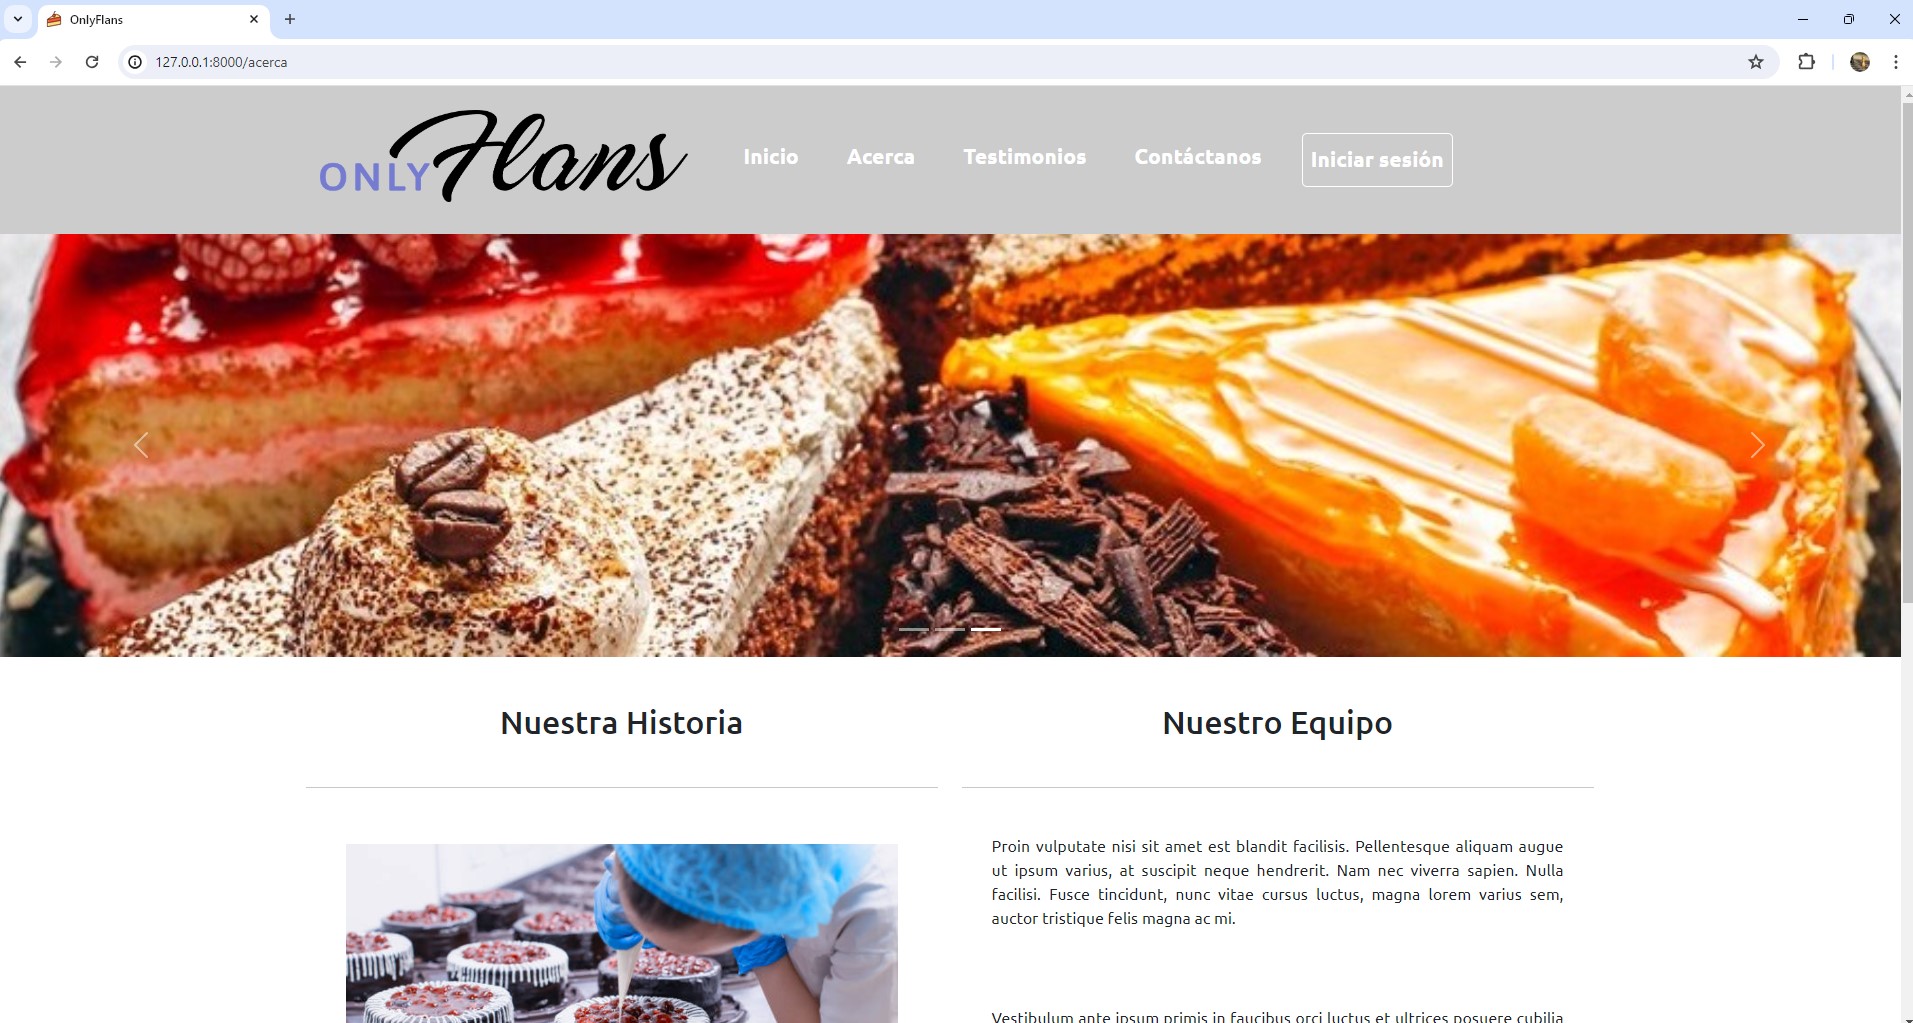 OnlyFlans
127.0.0.1:8000/acerca
ONLY Flans
Inicio
Acerca
Testimonios
Contáctanos
Iniciar sesión
Nuestra Historia
Nuestro Equipo
Proin vulputate nisi sit amet est blandit facilisis. Pellentesque aliquam augue
ut ipsum varius, at suscipit neque hendrerit. Nam nec viverra sapien. Nulla
facilisi. Fusce tincidunt, nunc vitae cursus luctus, magna lorem varius sem,
auctor tristique felis magna ac mi.
Vestibulum ante ipsum primis in faucibus orci luctus et ultrices posuere cubilia